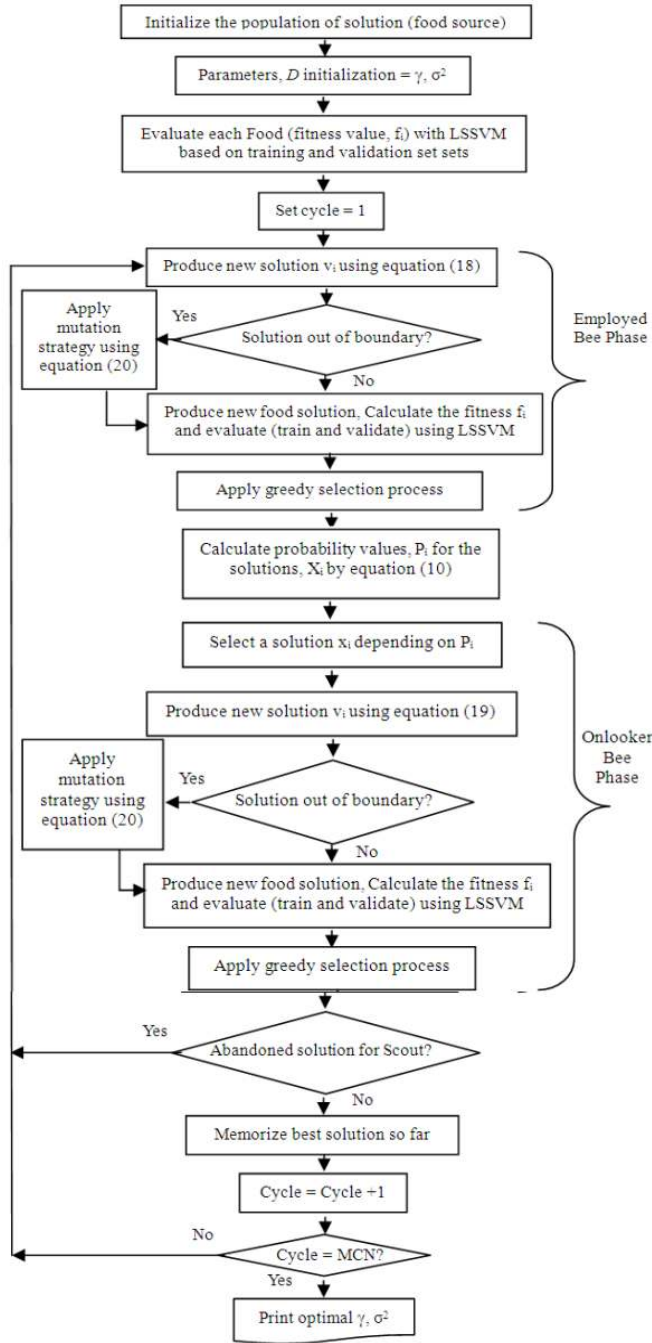 Initialize the population of solution (food source)
Parameters, D initialization = γ, σ²
Evaluate each Food (fitness value, fᵢ) with LSSVM
based on training and validation set sets
Set cycle = 1
Produce new solution vᵢ using equation (18)
Apply
mutation
strategy using
equation (20)
Yes
Solution out of boundary?
No
Employed
Bee Phase
Produce new food solution, Calculate the fitness fᵢ
and evaluate (train and validate) using LSSVM
Apply greedy selection process
Calculate probability values, Pᵢ for the
solutions, Xᵢ by equation (10)
Select a solution xᵢ depending on Pᵢ
Produce new solution vᵢ using equation (19)
Apply
mutation
strategy using
equation (20)
Yes
Solution out of boundary?
No
Onlooker
Bee
Phase
Produce new food solution, Calculate the fitness fᵢ
and evaluate (train and validate) using LSSVM
Apply greedy selection process
Yes
Abandoned solution for Scout?
No
Memorize best solution so far
Cycle = Cycle +1
No
Cycle = MCN?
Yes
Print optimal γ, σ²